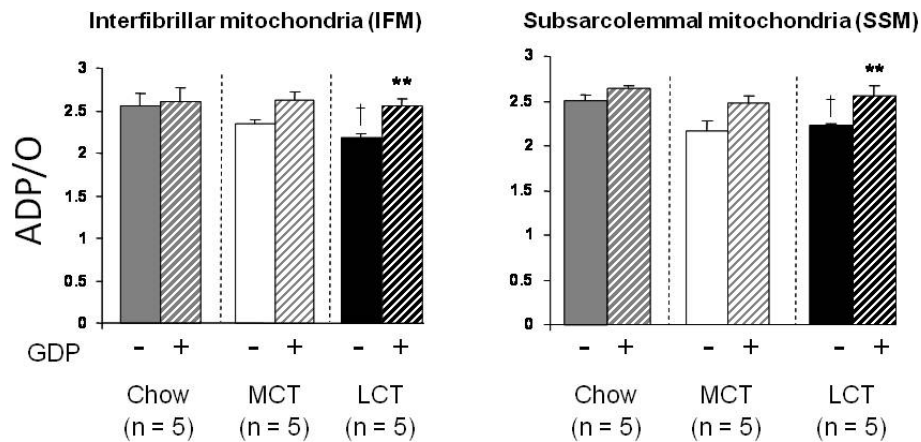 Interfibrillar mitochondria (IFM)
3
2.5
2
1.5
1
0.5
0
ADP/O
†
**
GDP
- + - + - +
Chow MCT LCT
(n = 5) (n = 5) (n = 5)
Subsarcolemmal mitochondria (SSM)
3
2.5
2
1.5
1
0.5
0
†
**
- + - + - +
Chow MCT LCT
(n = 5) (n = 5) (n = 5)